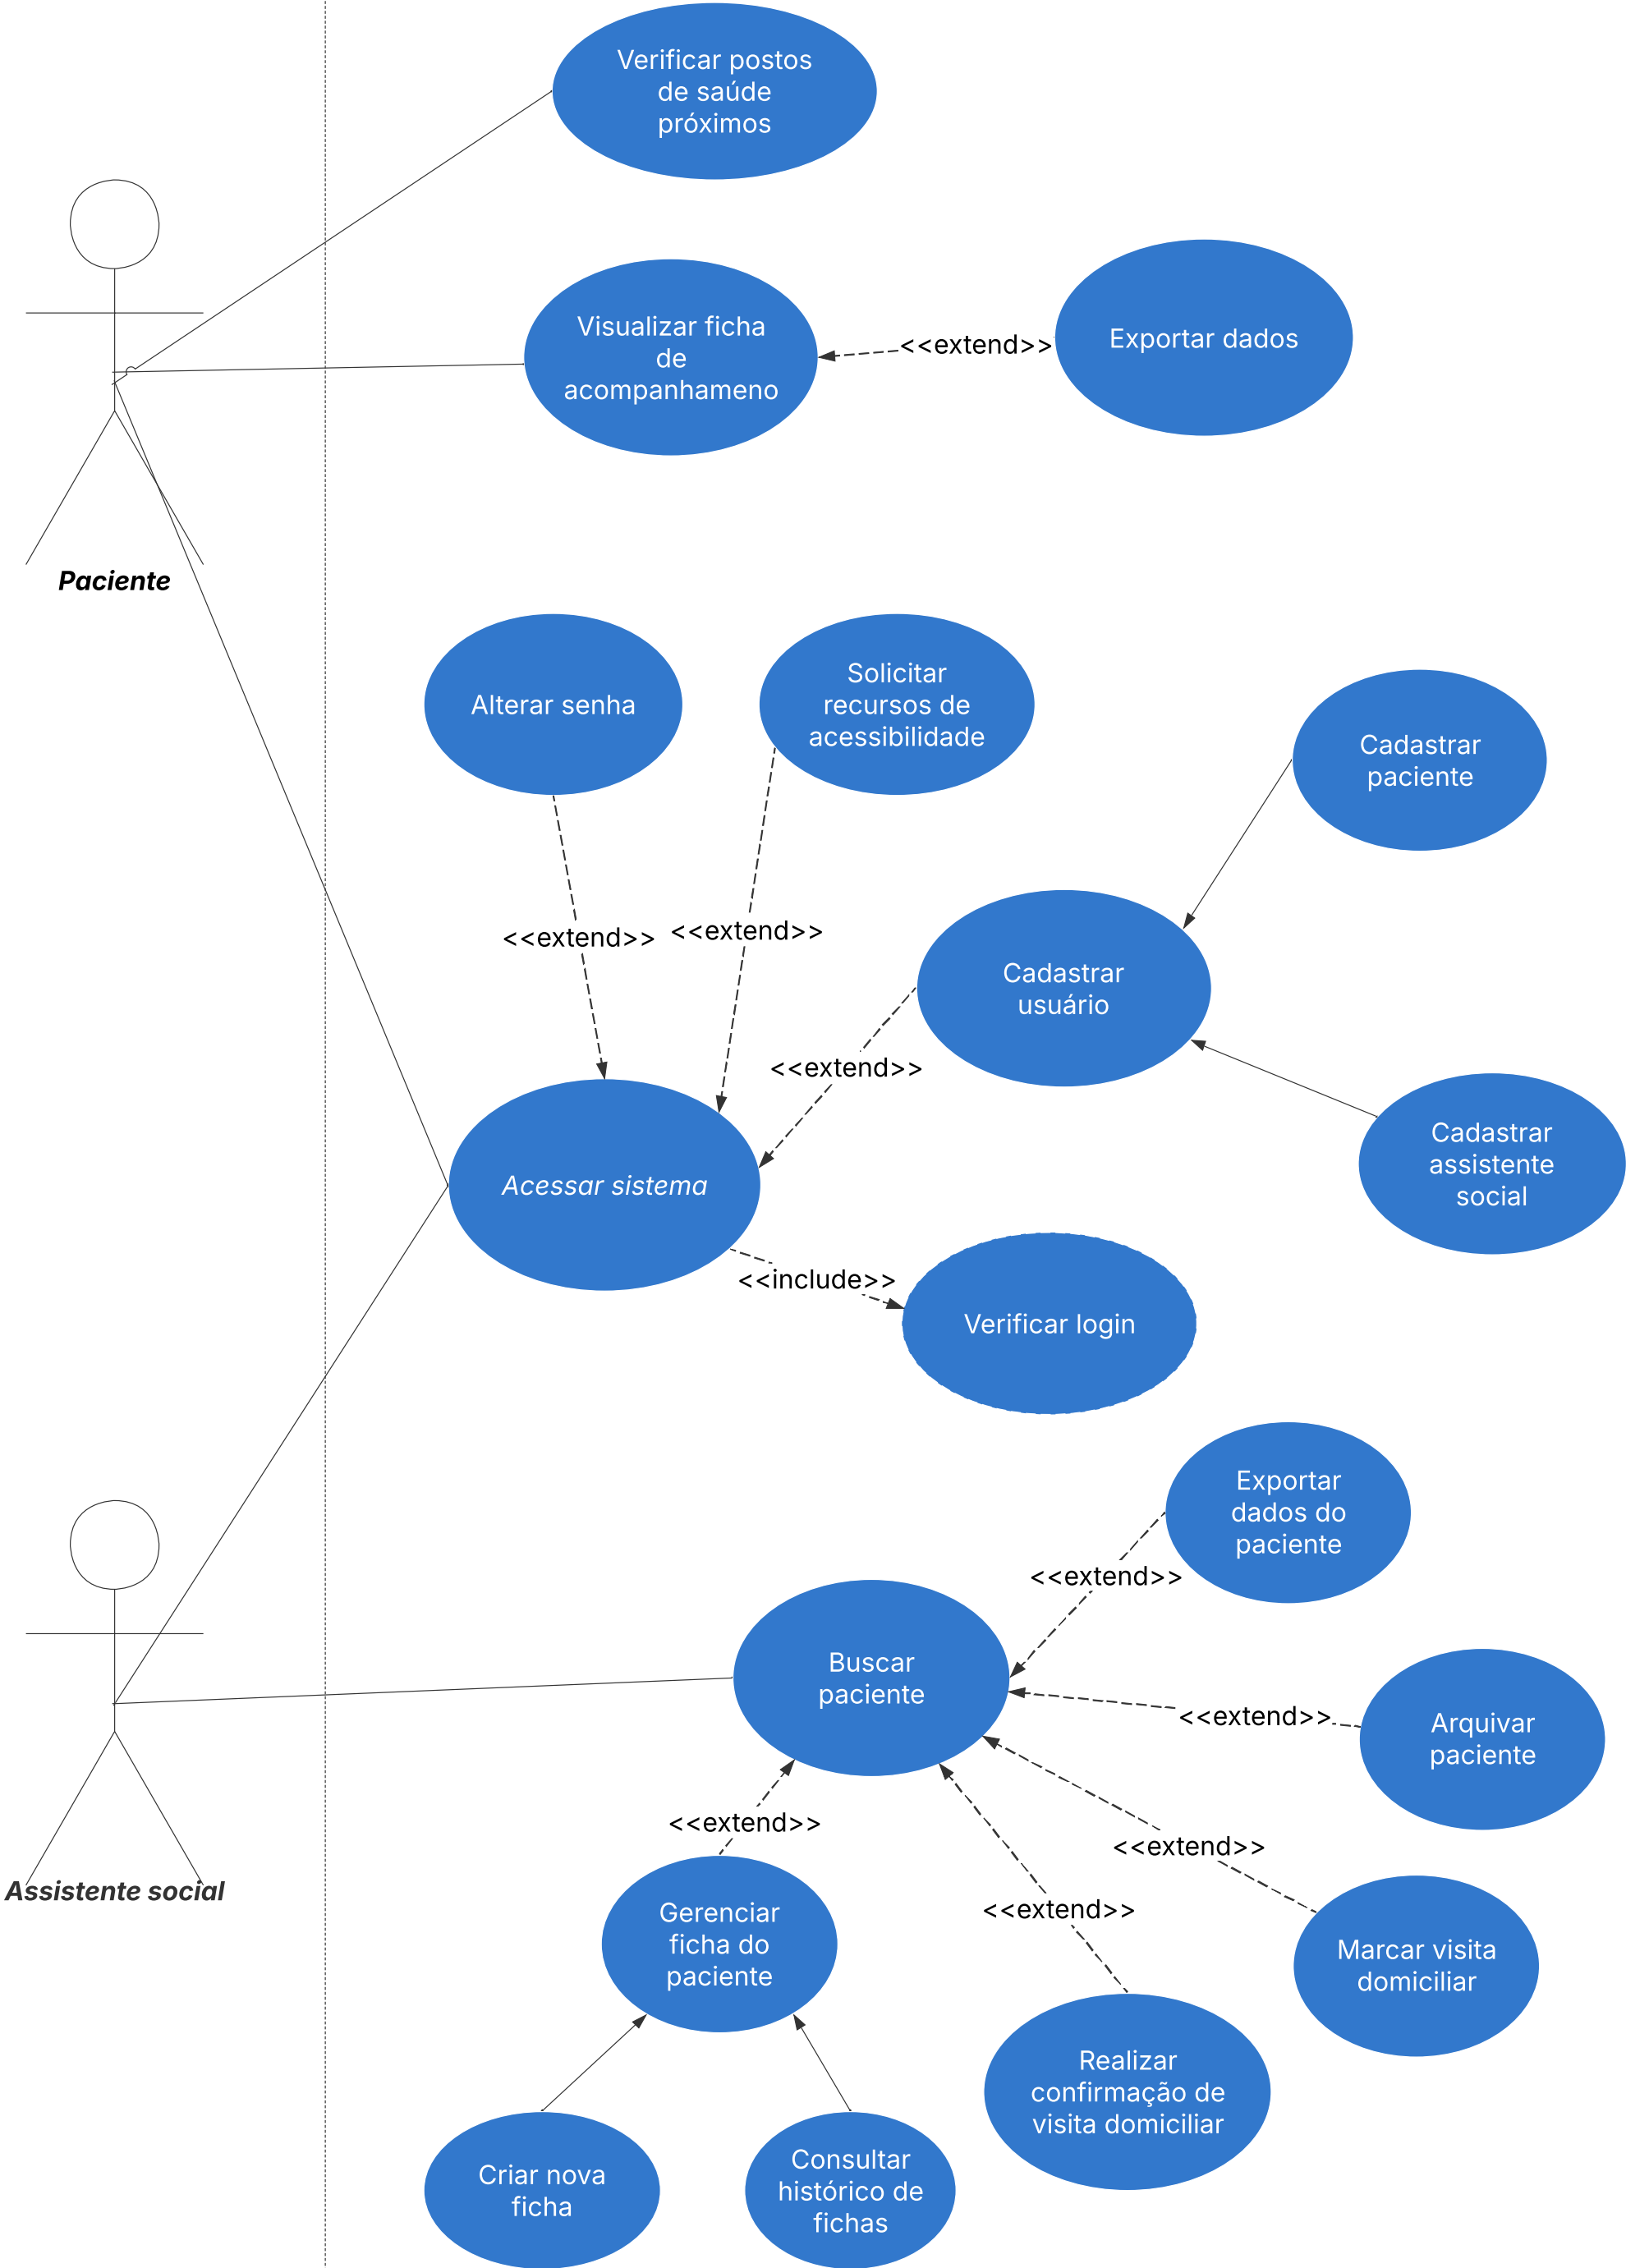 Verificar postos
de saúde
próximos
Visualizar ficha
de
acompanhameno
<<extend>>
Exportar dados
Paciente
Alterar senha
Solicitar
recursos de
acessibilidade
Cadastrar
paciente
<<extend>>
<<extend>>
Cadastrar
usuário
<<extend>>
Cadastrar
assistente
social
Acessar sistema
<<include>>
Verificar login
Exportar
dados do
paciente
<<extend>>
Buscar
paciente
<<extend>>
Arquivar
paciente
<<extend>>
<<extend>>
Assistente social
<<extend>>
Gerenciar
ficha do
paciente
Marcar visita
domiciliar
Realizar
confirmação de
visita domiciliar
Criar nova
ficha
Consultar
histórico de
fichas